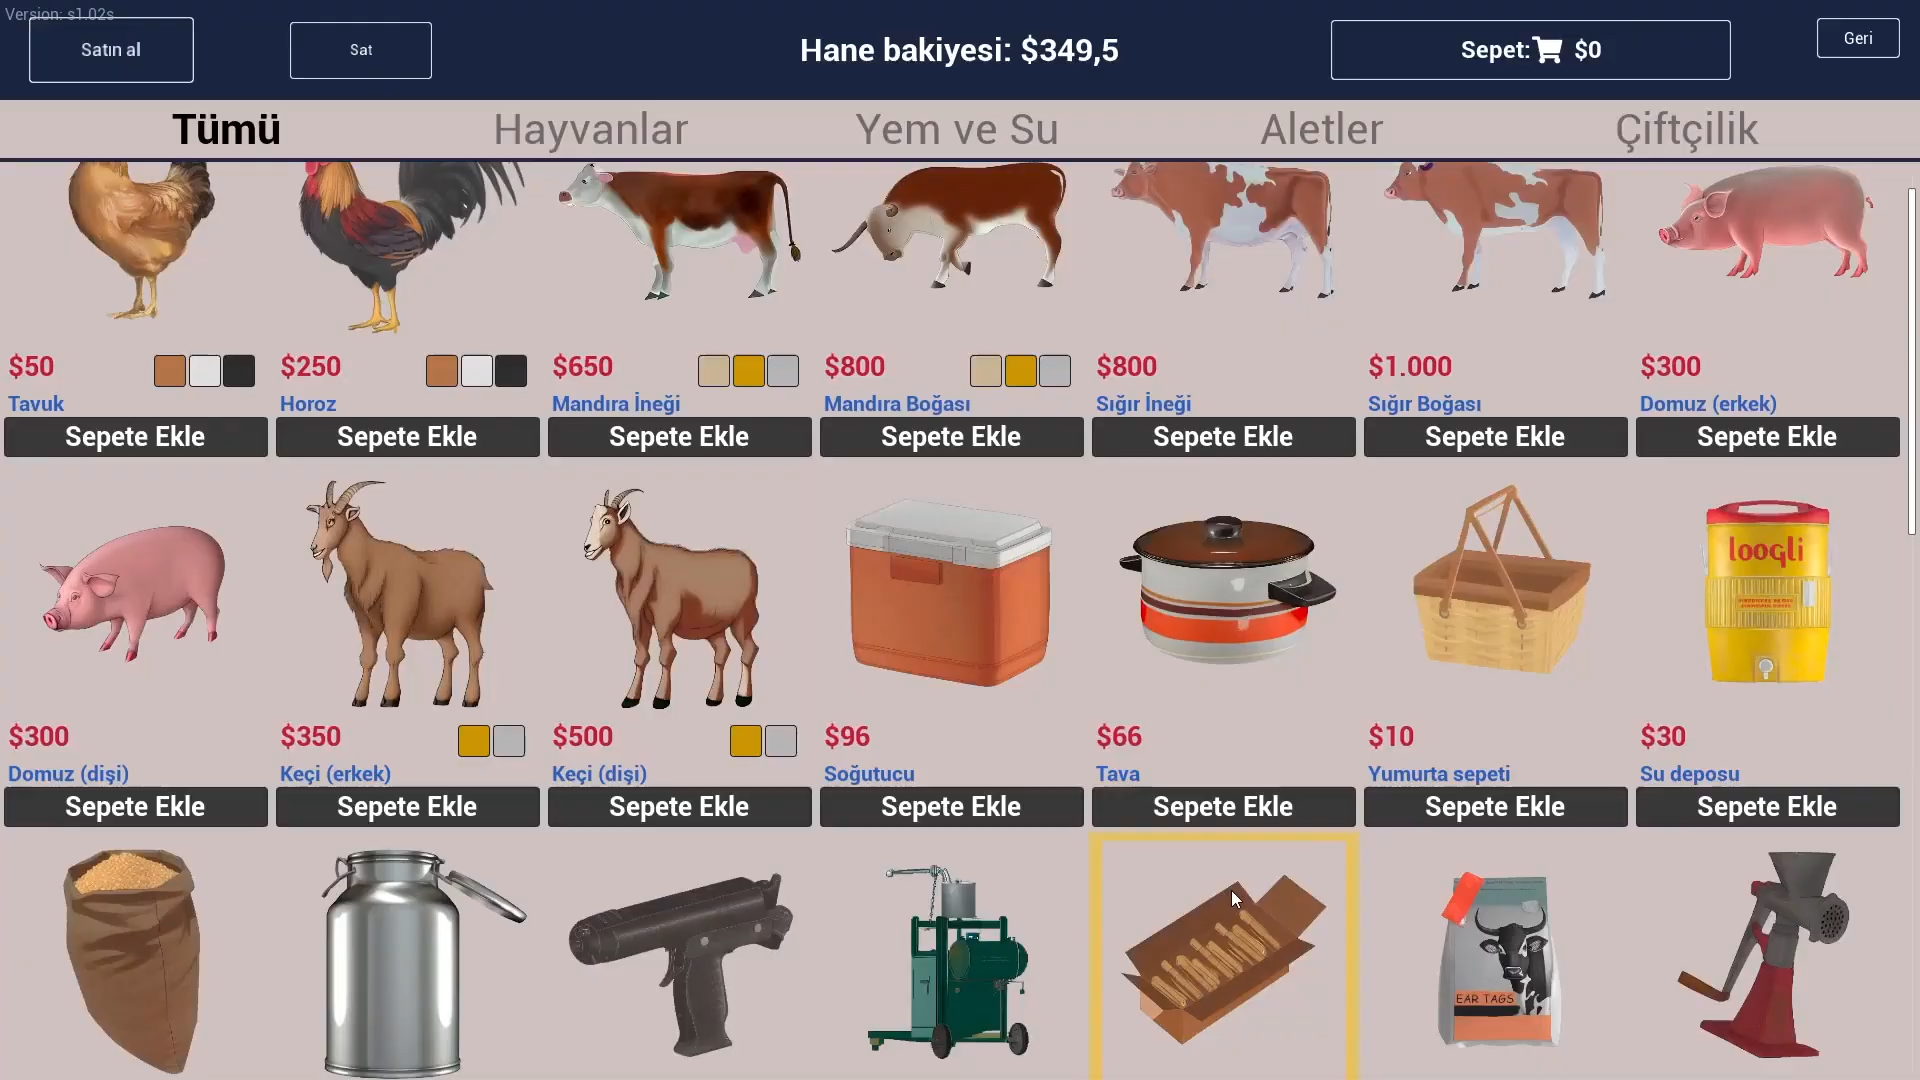 Version: s1.02s
Satın al
Sat
Hane bakiyesi: $349,5
Sepet: $0
Geri
Tümü
Hayvanlar
Yem ve Su
Aletler
Çiftçilik
$50
$250
$650
$800
$800
$1.000
$300
Tavuk
Horoz
Mandıra İneği
Mandıra Boğası
Sığır İneği
Sığır Boğası
Domuz (erkek)
Sepete Ekle
Sepete Ekle
Sepete Ekle
Sepete Ekle
Sepete Ekle
Sepete Ekle
Sepete Ekle
loogli
$300
$350
$500
$96
$66
$10
$30
Domuz (dişi)
Keçi (erkek)
Keçi (dişi)
Soğutucu
Tava
Yumurta sepeti
Su deposu
Sepete Ekle
Sepete Ekle
Sepete Ekle
Sepete Ekle
Sepete Ekle
Sepete Ekle
Sepete Ekle
EAR TAGS